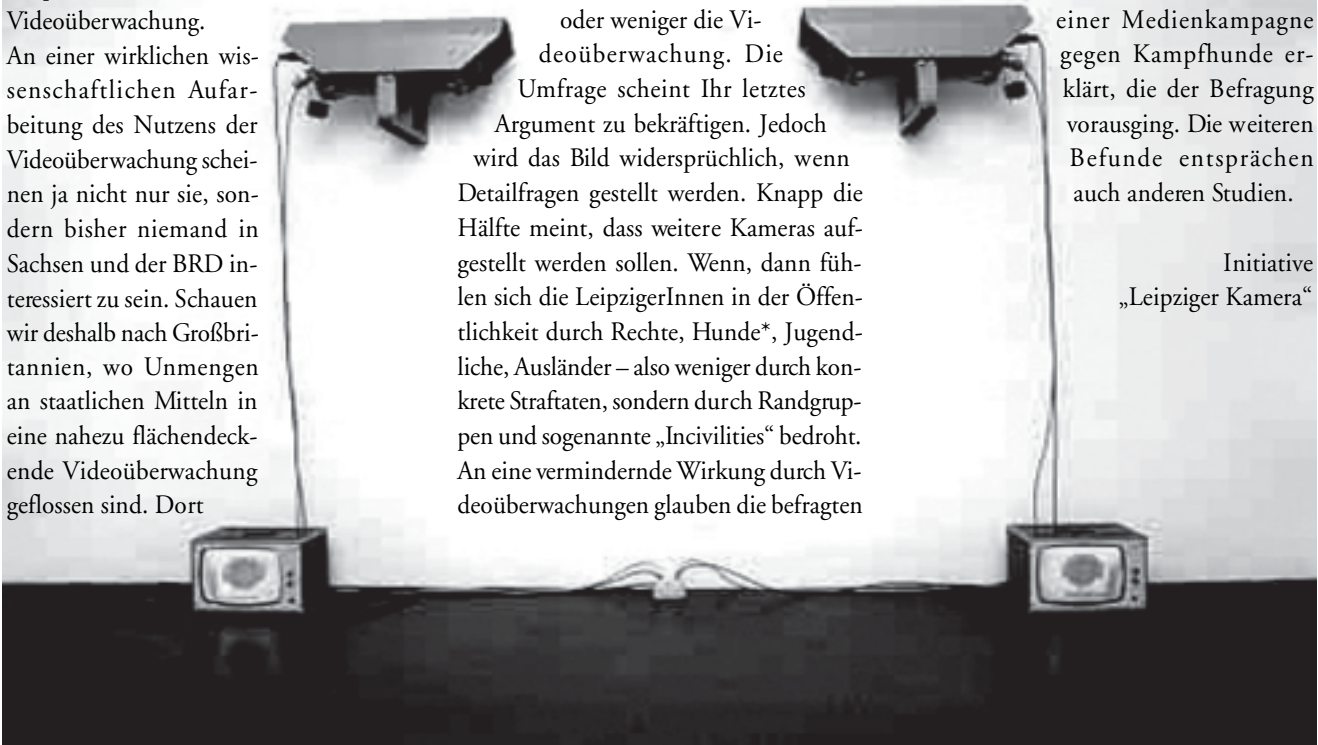 Videoüberwachung.
An einer wirklichen wis-
senschaftlichen Aufar-
beitung des Nutzens der
Videoüberwachung schei-
nen ja nicht nur sie, son-
dern bisher niemand in
Sachsen und der BRD in-
teressiert zu sein. Schauen
wir deshalb nach Großbri-
tannien, wo Unmengen
an staatlichen Mitteln in
eine nahezu flächendeck-
ende Videoüberwachung
geflossen sind. Dort
oder weniger die Vi-
deoüberwachung. Die
Umfrage scheint Ihr letztes
Argument zu bekräftigen. Jedoch
wird das Bild widersprüchlich, wenn
Detailfragen gestellt werden. Knapp die
Hälfte meint, dass weitere Kameras auf-
gestellt werden sollen. Wenn, dann füh-
len sich die LeipzigerInnen in der Öffen-
tlichkeit durch Rechte, Hunde*, Jugend-
liche, Ausländer – also weniger durch kon-
krete Straftaten, sondern durch Randgrup-
pen und sogenannte „Incivilities“ bedroht.
An eine vermindernde Wirkung durch Vi-
deoüberwachungen glauben die befragten
einer Medienkampagne
gegen Kampfhunde er-
klärt, die der Befragung
vorausging. Die weiteren
Befunde entsprächen
auch anderen Studien.
Initiative
„Leipziger Kamera“